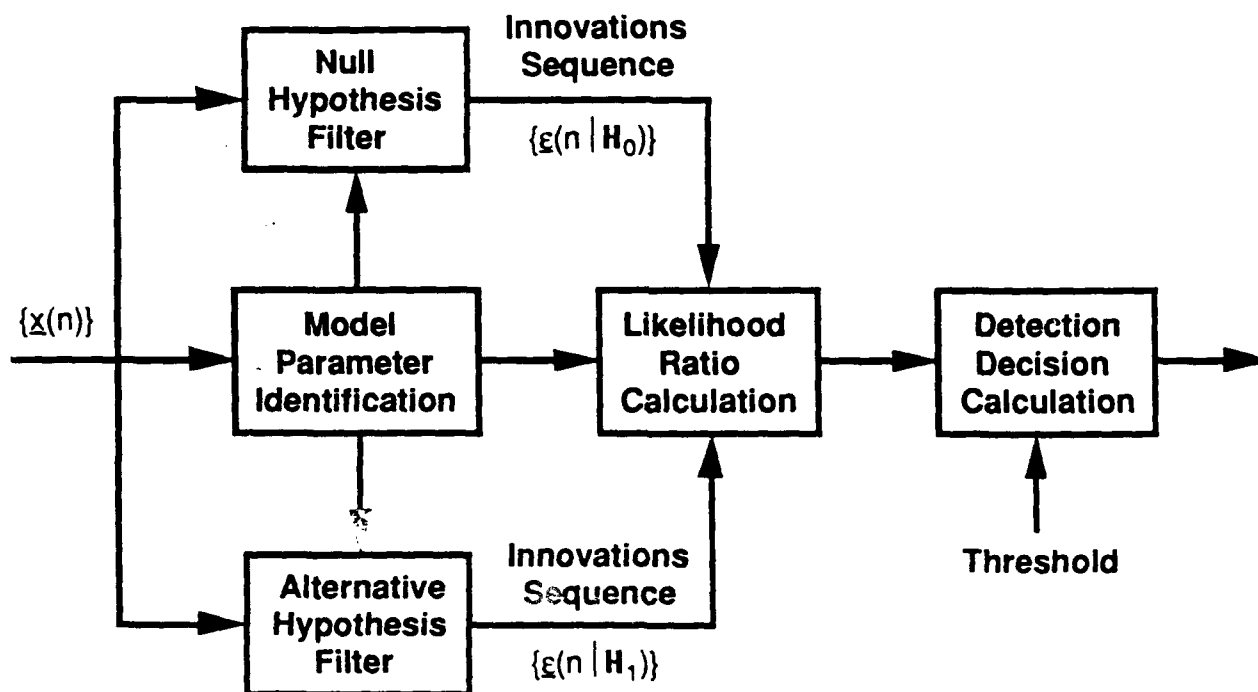 Null
Hypothesis
Filter
Innovations
Sequence
{ε(n | H₀)}
{x(n)}
Model
Parameter
Identification
Likelihood
Ratio
Calculation
Detection
Decision
Calculation
Threshold
Alternative
Hypothesis
Filter
Innovations
Sequence
{ε(n | H₁)}